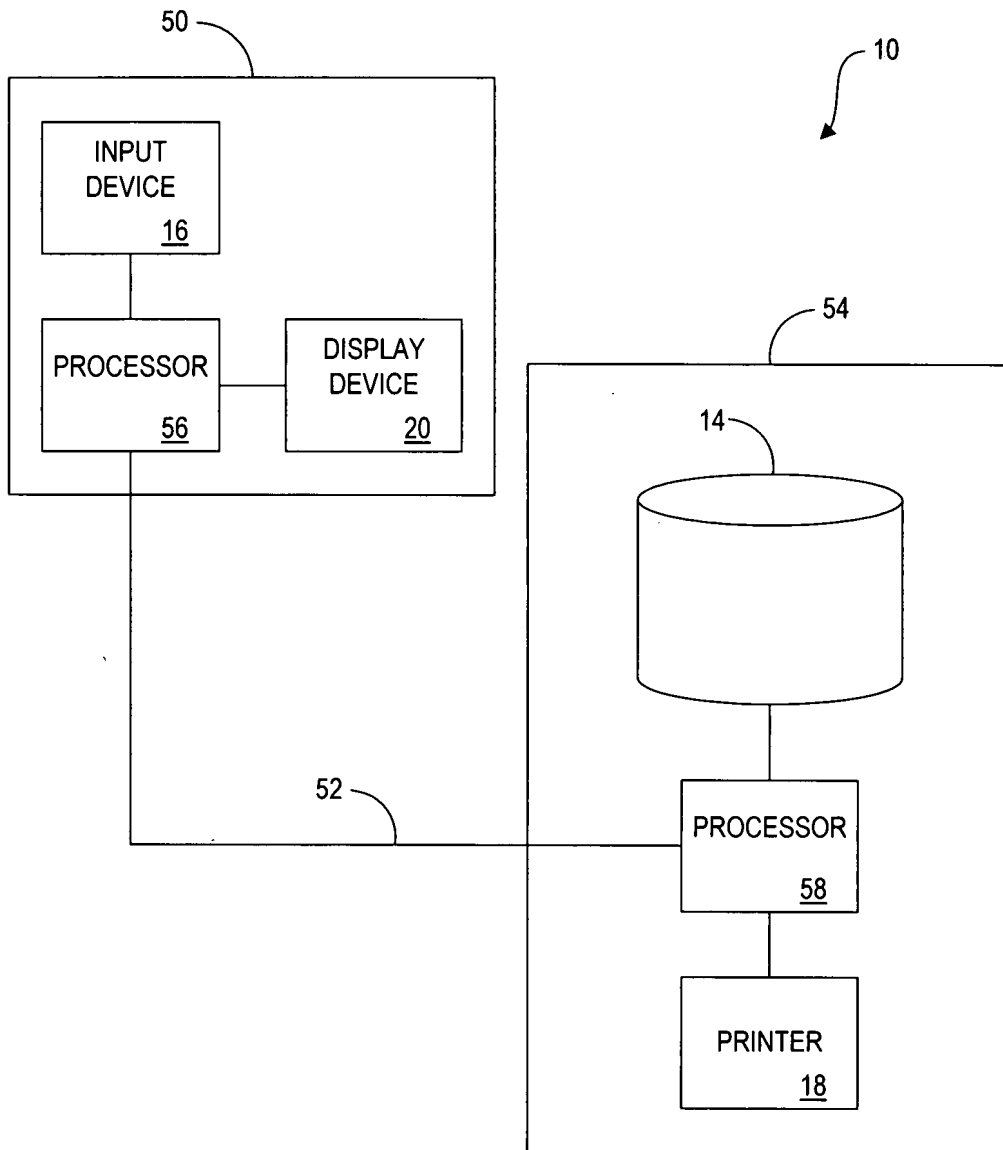 50
10
INPUT
DEVICE
16
PROCESSOR
56
DISPLAY
DEVICE
20
54
14
52
PROCESSOR
58
PRINTER
18